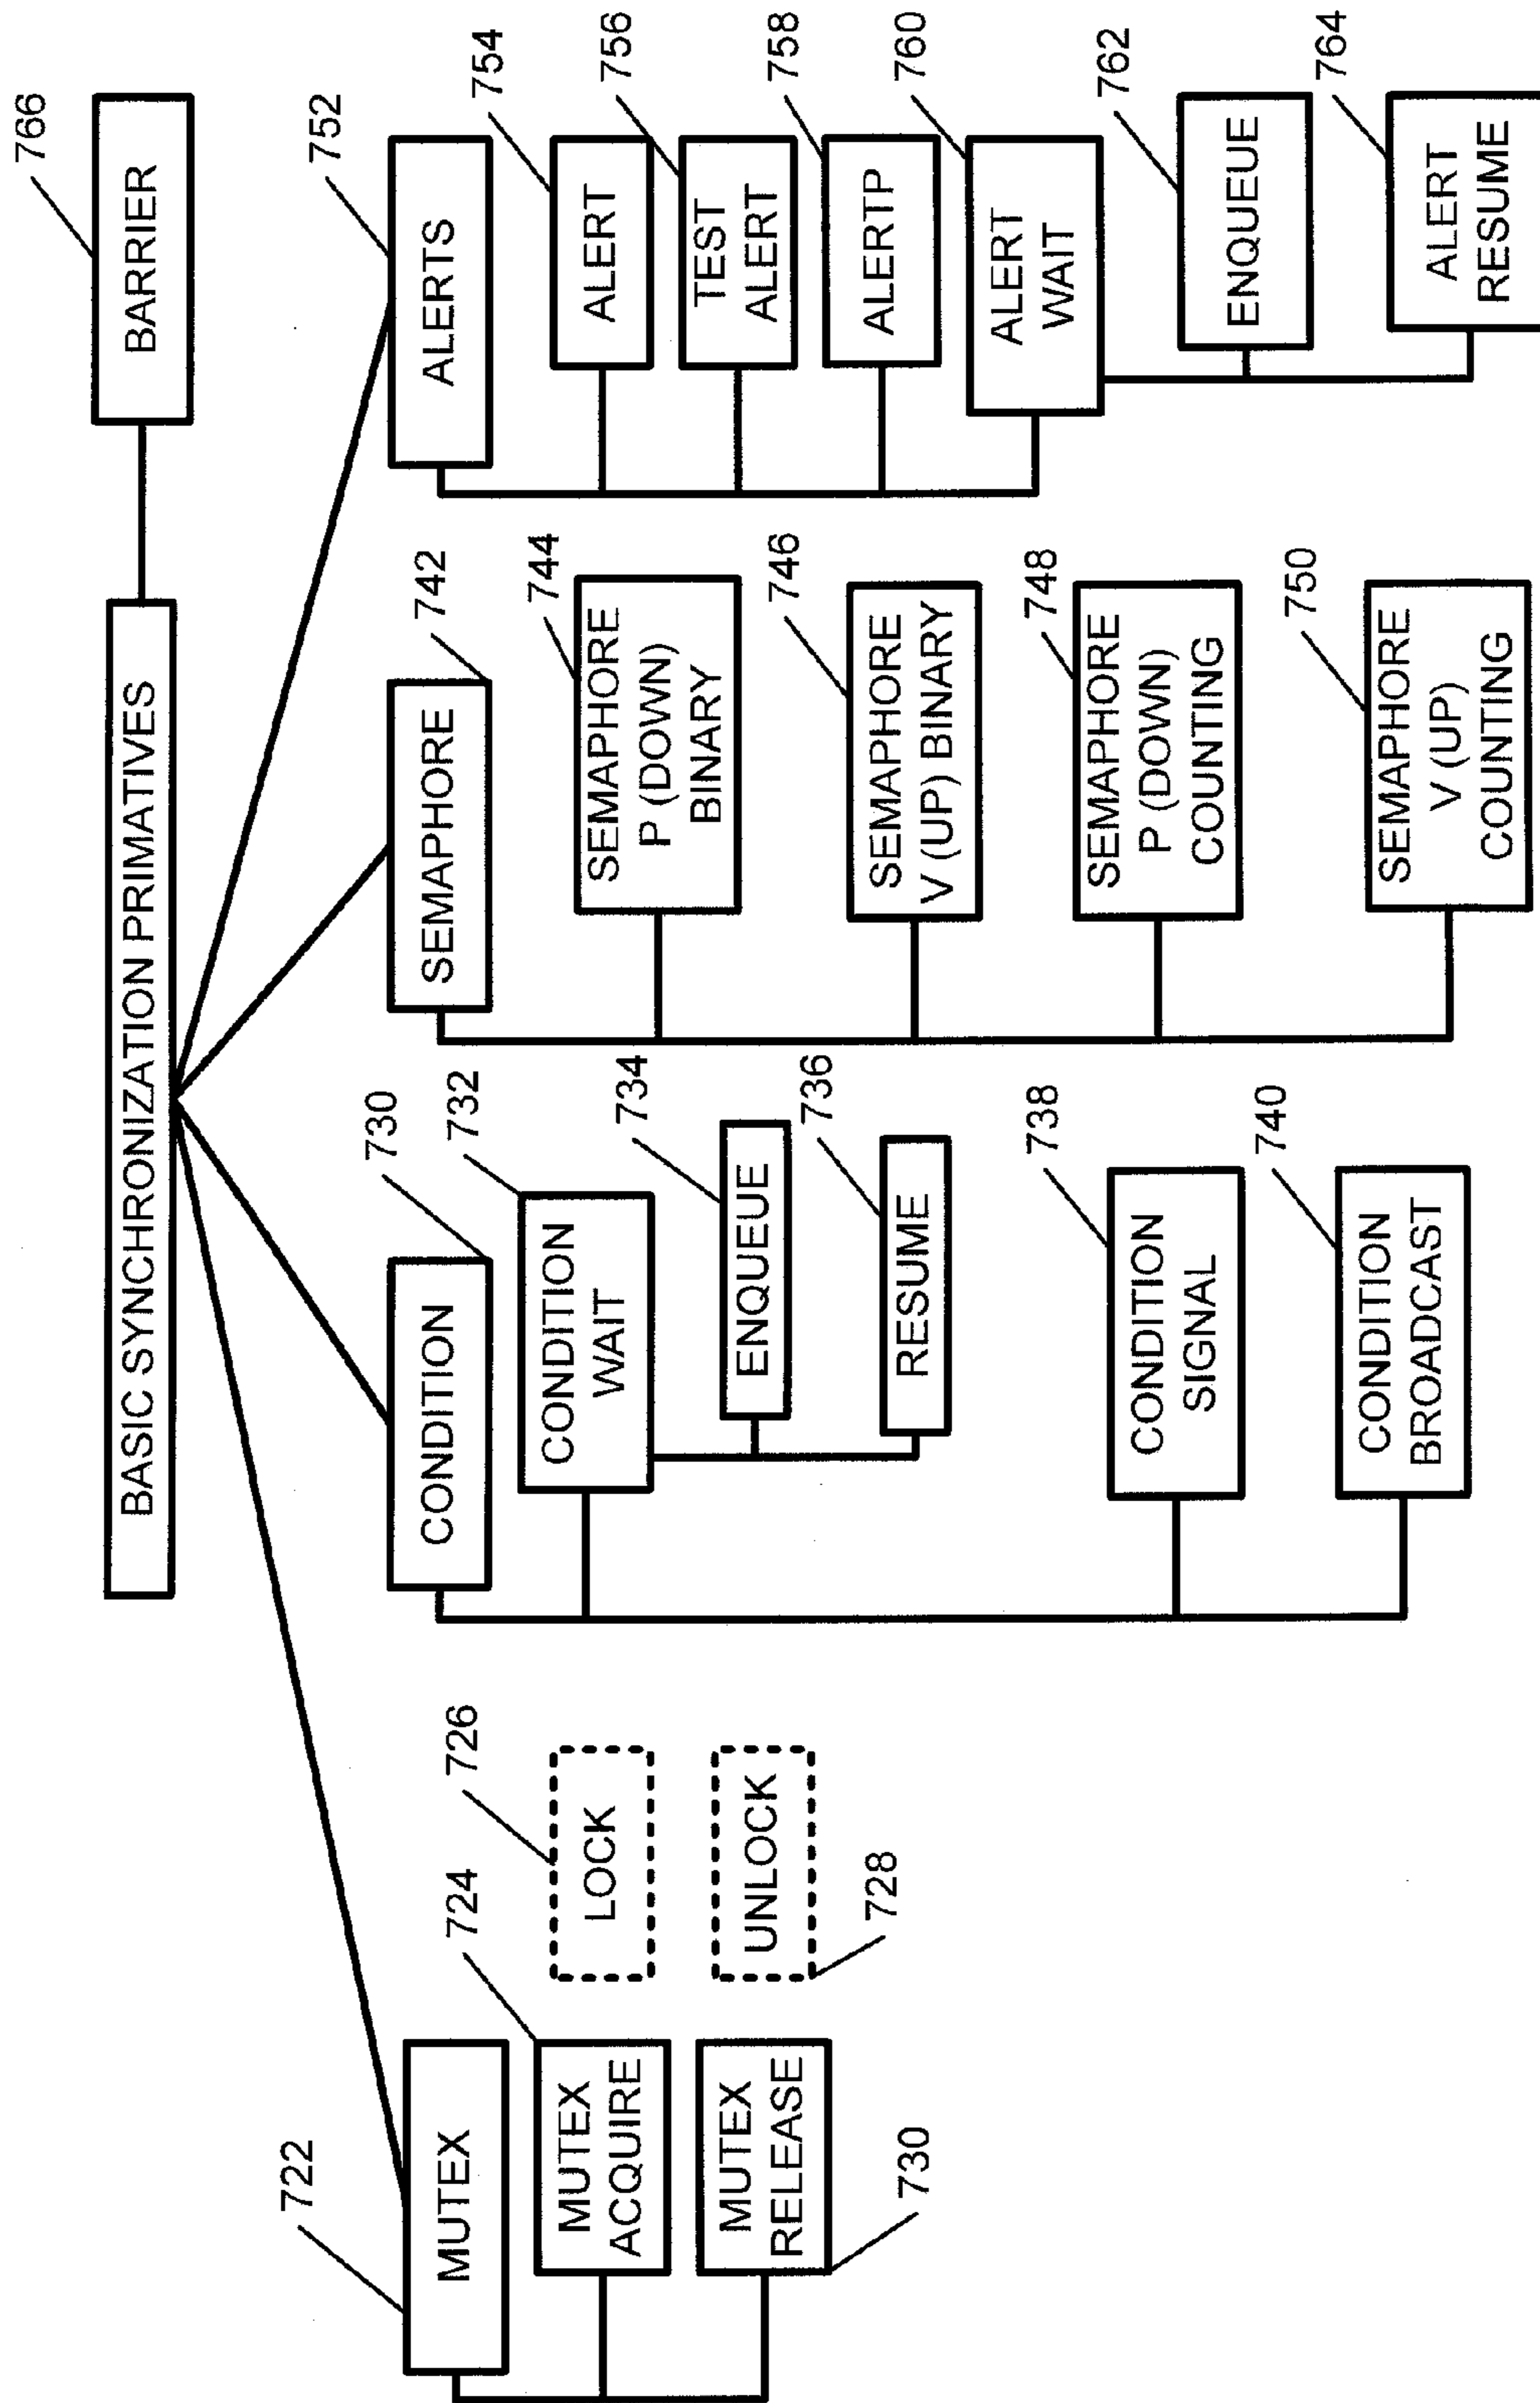 766
BASIC SYNCHRONIZATION PRIMATIVES
BARRIER
722
MUTEX
724
MUTEX
ACQUIRE
MUTEX
RELEASE
730
726
LOCK
UNLOCK
728
730
CONDITION
732
CONDITION
WAIT
734
ENQUEUE
736
RESUME
738
CONDITION
SIGNAL
740
CONDITION
BROADCAST
742
SEMAPHORE
744
SEMAPHORE
P (DOWN)
BINARY
746
SEMAPHORE
V (UP) BINARY
748
SEMAPHORE
P (DOWN)
COUNTING
750
SEMAPHORE
V (UP)
COUNTING
752
ALERTS
754
ALERT
756
TEST
ALERT
758
ALERTP
760
ALERT
WAIT
762
ENQUEUE
764
ALERT
RESUME